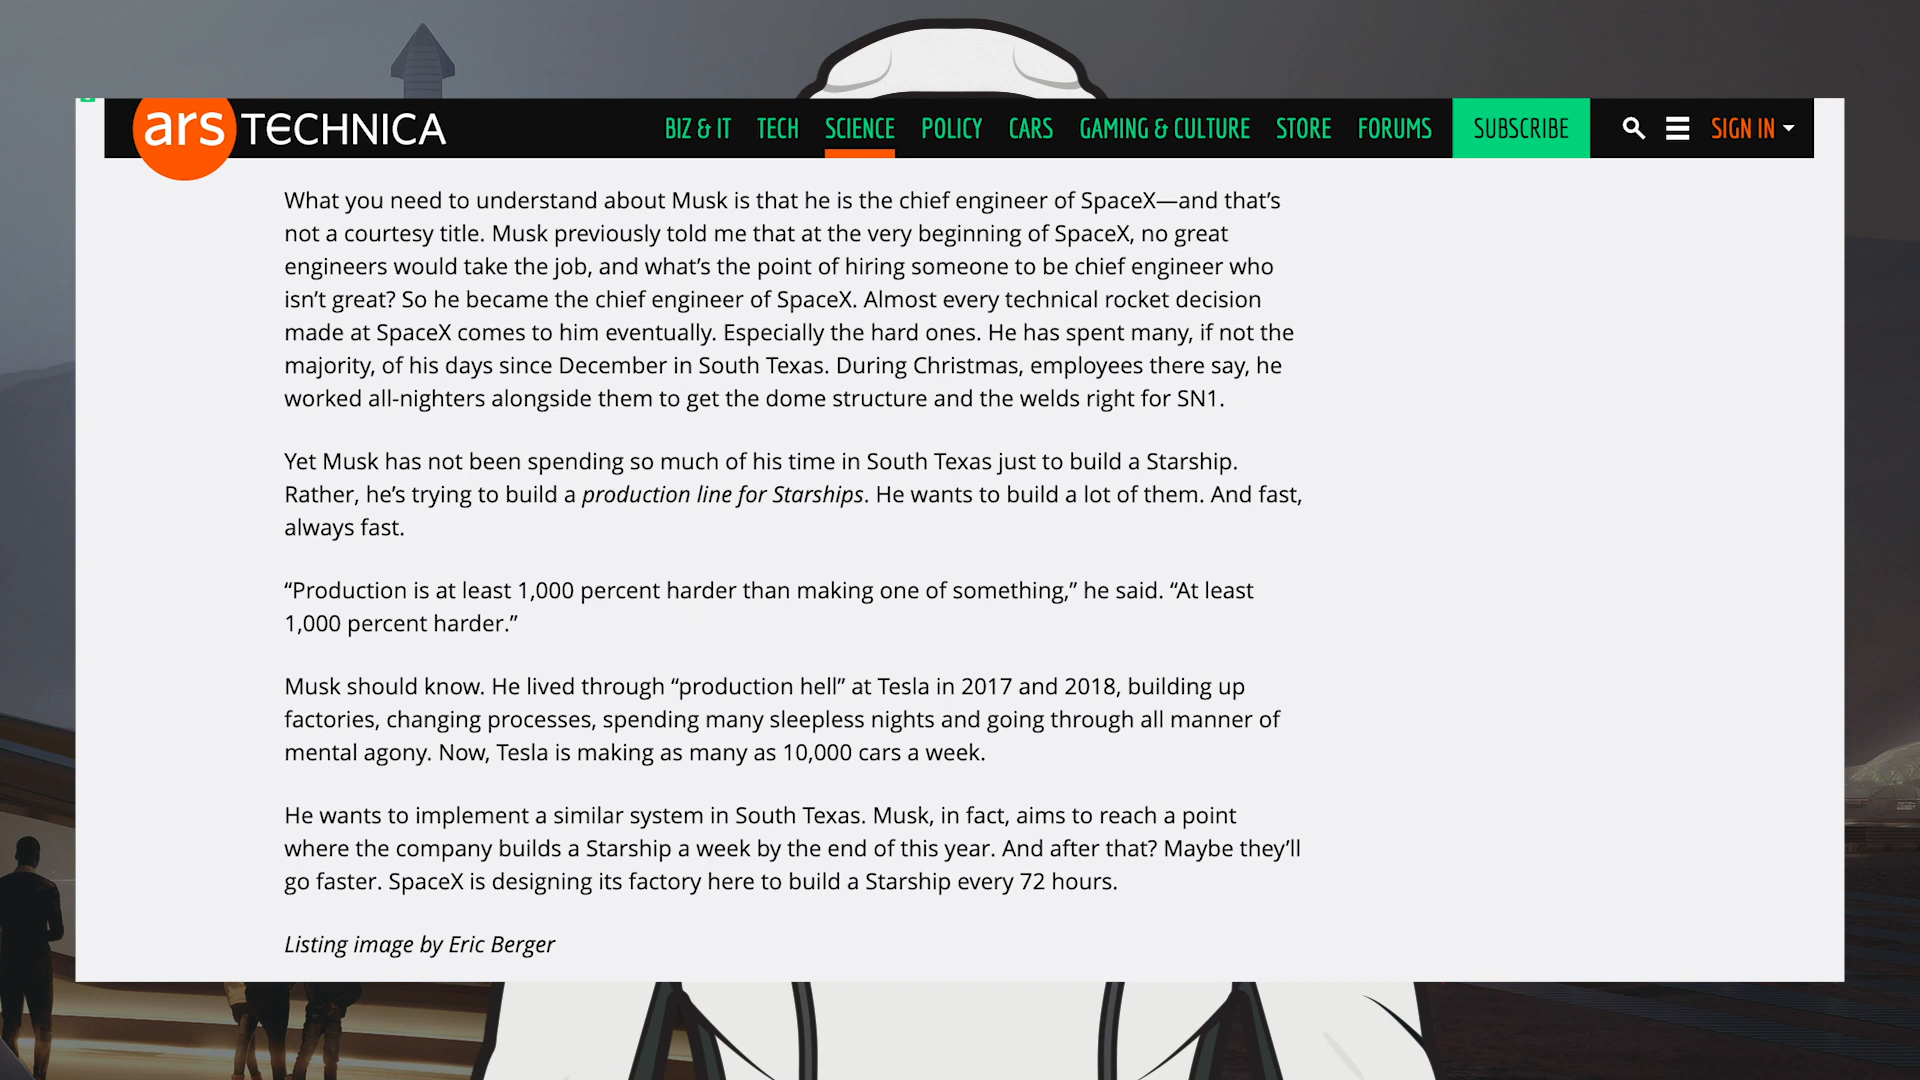 ars TECHNICA
BIZ & IT TECH SCIENCE POLICY CARS GAMING & CULTURE STORE FORUMS SUBSCRIBE SIGN IN
What you need to understand about Musk is that he is the chief engineer of SpaceX—and that’s
not a courtesy title. Musk previously told me that at the very beginning of SpaceX, no great
engineers would take the job, and what’s the point of hiring someone to be chief engineer who
isn’t great? So he became the chief engineer of SpaceX. Almost every technical rocket decision
made at SpaceX comes to him eventually. Especially the hard ones. He has spent many, if not the
majority, of his days since December in South Texas. During Christmas, employees there say, he
worked all-nighters alongside them to get the dome structure and the welds right for SN1.
Yet Musk has not been spending so much of his time in South Texas just to build a Starship.
Rather, he’s trying to build a production line for Starships. He wants to build a lot of them. And fast,
always fast.
“Production is at least 1,000 percent harder than making one of something,” he said. “At least
1,000 percent harder.”
Musk should know. He lived through “production hell” at Tesla in 2017 and 2018, building up
factories, changing processes, spending many sleepless nights and going through all manner of
mental agony. Now, Tesla is making as many as 10,000 cars a week.
He wants to implement a similar system in South Texas. Musk, in fact, aims to reach a point
where the company builds a Starship a week by the end of this year. And after that? Maybe they’ll
go faster. SpaceX is designing its factory here to build a Starship every 72 hours.
Listing image by Eric Berger